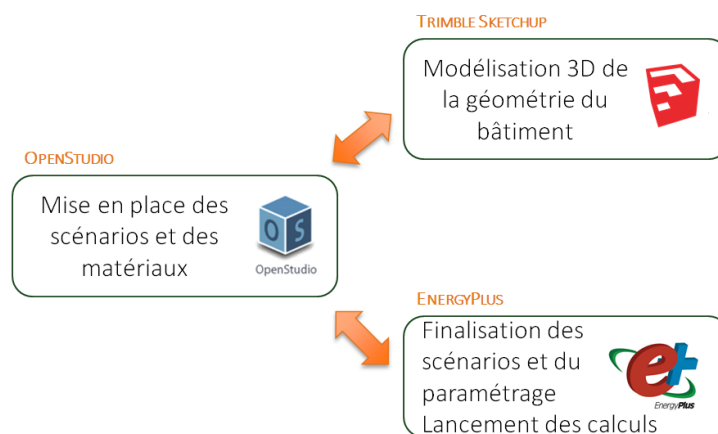 TRIMBLE SKETCHUP
Modélisation 3D de
la géométrie du
bâtiment
OPENSTUDIO
Mise en place des
scénarios et des
matériaux
OS
OpenStudio
ENERGYPLUS
Finalisation des
scénarios et du
paramétrage
Lancement des calculs
e+
EnergyPlus